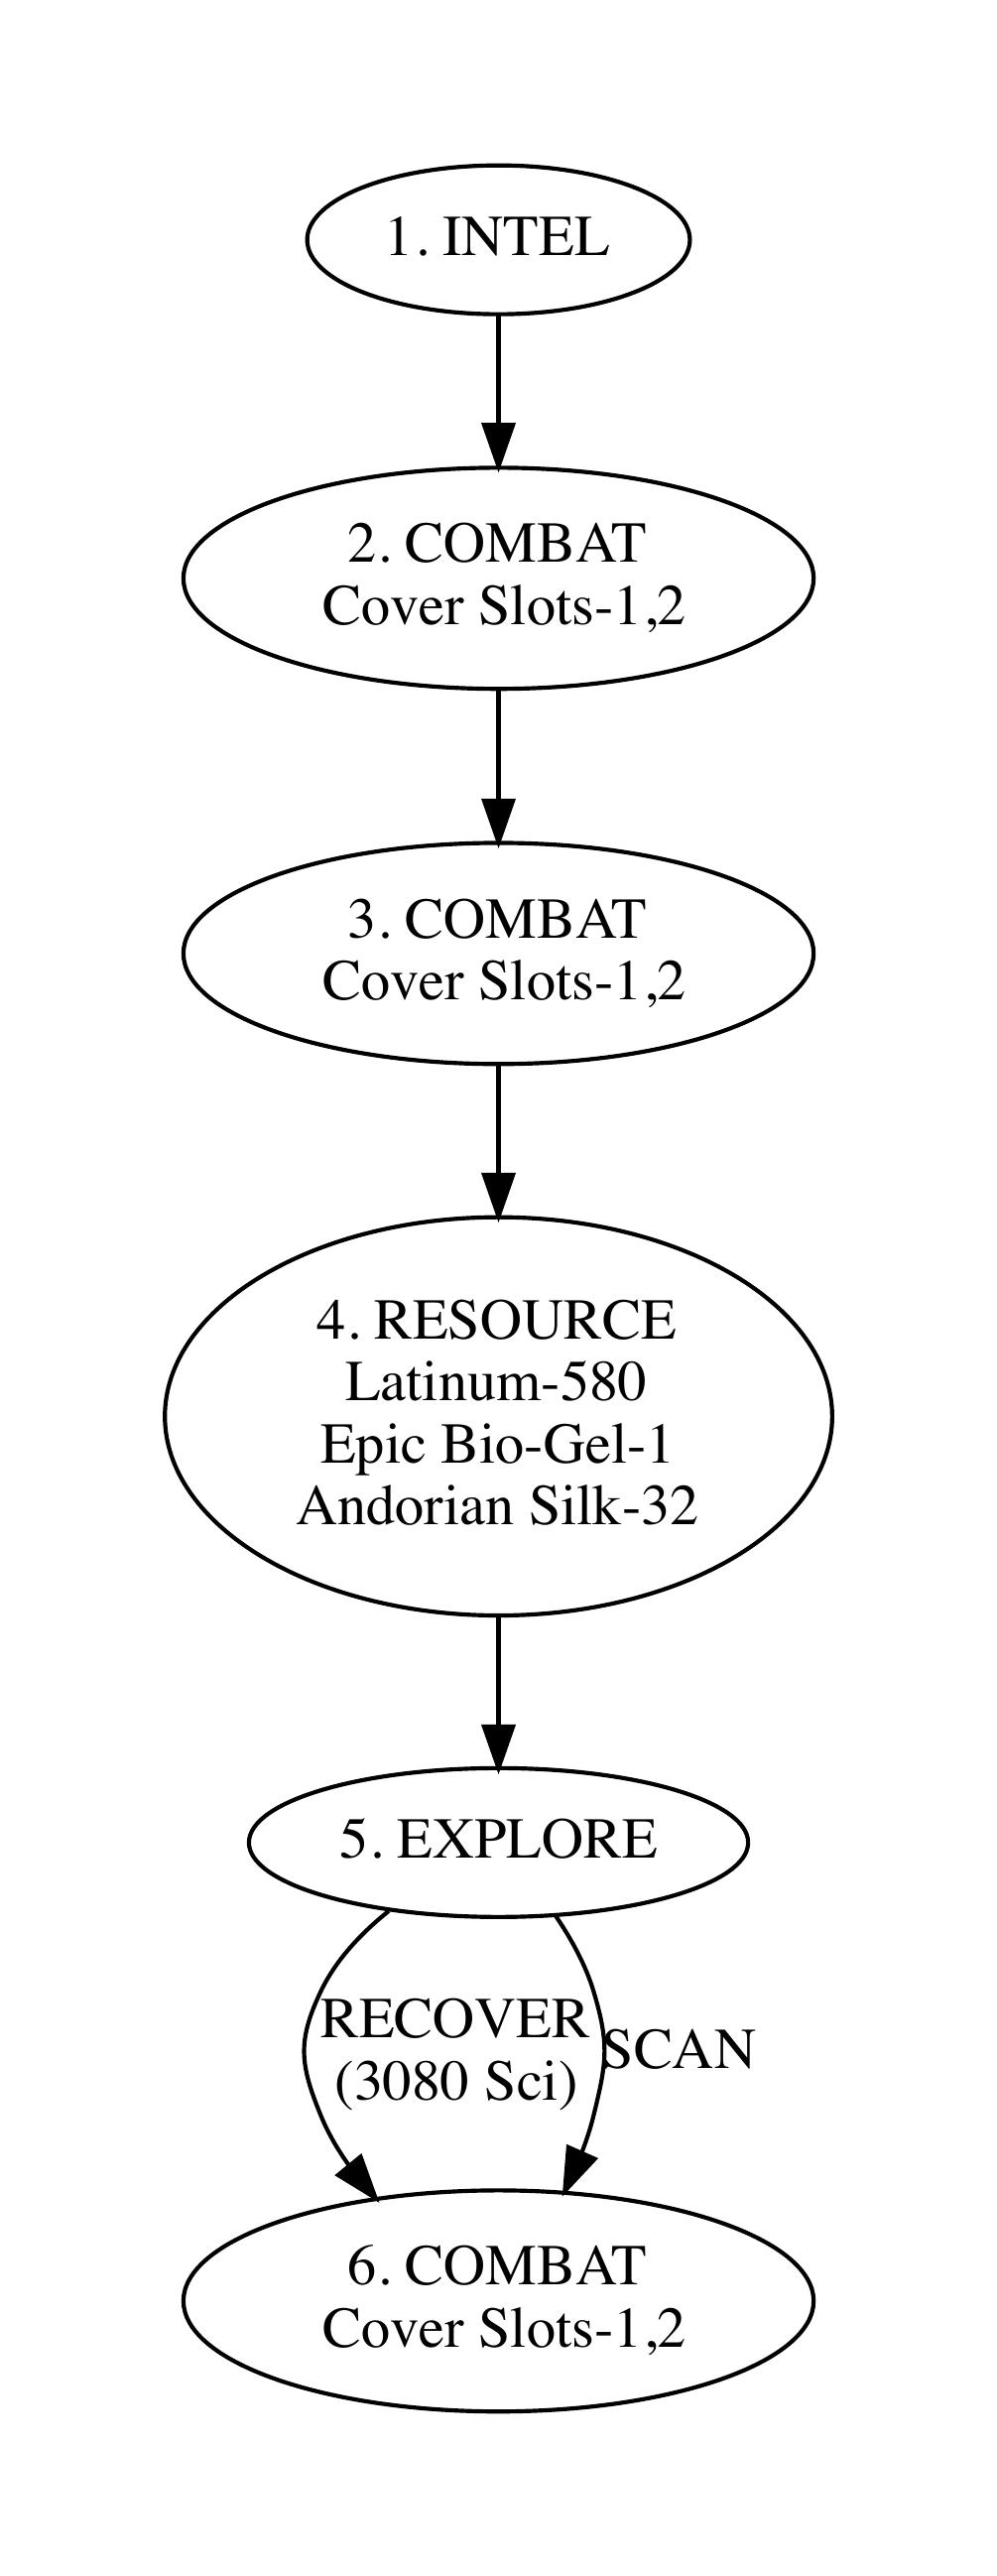 1. INTEL
2. COMBAT
Cover Slots-1,2
3. COMBAT
Cover Slots-1,2
4. RESOURCE
Latinum-580
Epic Bio-Gel-1
Andorian Silk-32
5. EXPLORE
RECOVER
(3080 Sci)
SCAN
6. COMBAT
Cover Slots-1,2